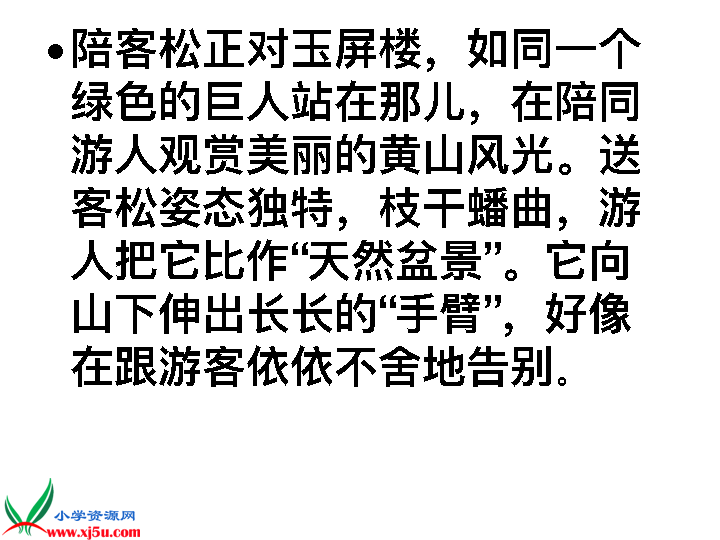 •陪客松正对玉屏楼，如同一个
绿色的巨人站在那儿，在陪同
游人观赏美丽的黄山风光。送
客松姿态独特，枝干蟠曲，游
人把它比作“天然盆景”。它向
山下伸出长长的“手臂”，好像
在跟游客依依不舍地告别。
小学资源网
www.xj5u.com